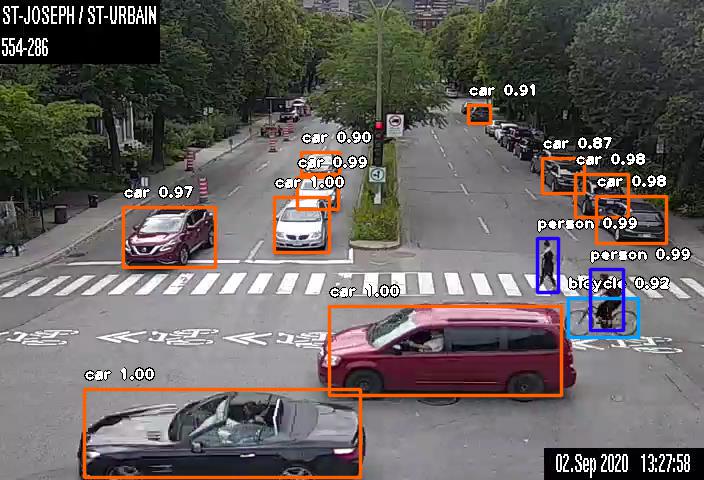 ST-JOSEPH / ST-URBAIN
554-286
car 0.91
car 0.90
car 0.87
car 0.99
car 0.98
car 1.00
car 0.98
car 0.97
person 0.99
person 0.99
bicycle 0.92
car 1.00
car 1.00
02.Sep 2020 13:27:58